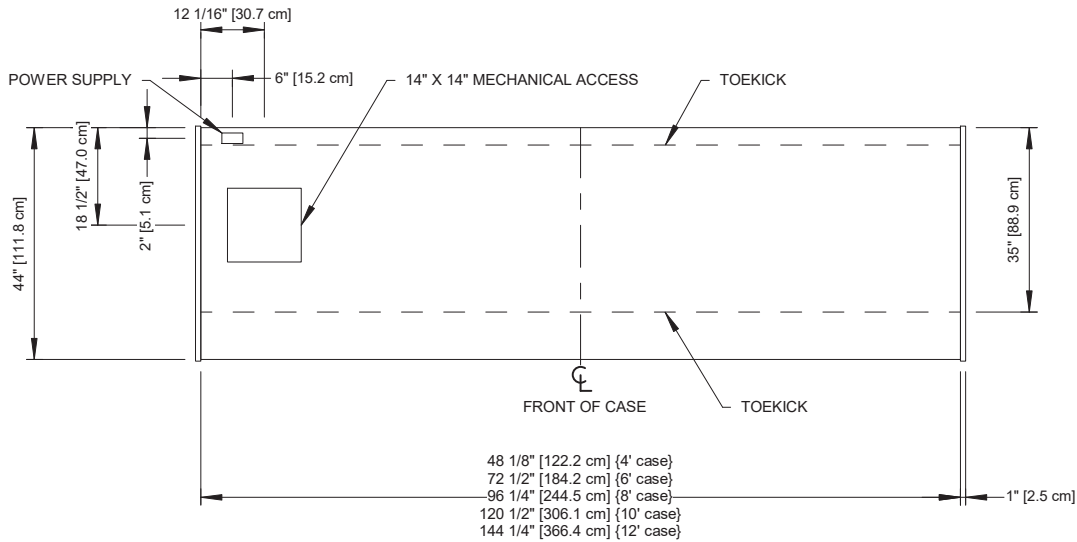 12 1/16" [30.7 cm]
POWER SUPPLY
6" [15.2 cm]
14" X 14" MECHANICAL ACCESS
TOEKICK
44" [111.8 cm]
18 1/2" [47.0 cm]
2" [5.1 cm]
35" [88.9 cm]
℄
FRONT OF CASE
TOEKICK
48 1/8" [122.2 cm] {4' case}
72 1/2" [184.2 cm] {6' case}
96 1/4" [244.5 cm] {8' case}
1" [2.5 cm]
120 1/2" [306.1 cm] {10' case}
144 1/4" [366.4 cm] {12' case}